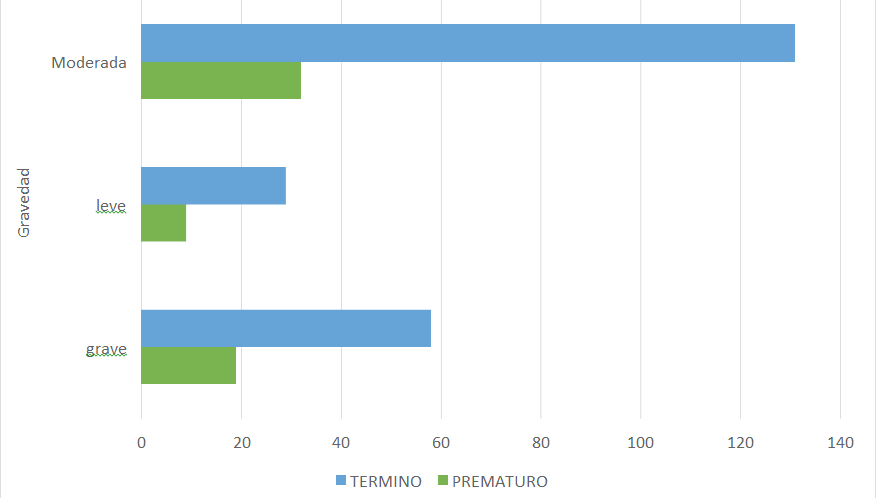 Moderada
leve
grave
Gravedad
0 20 40 60 80 100 120 140
TERMINO PREMATURO